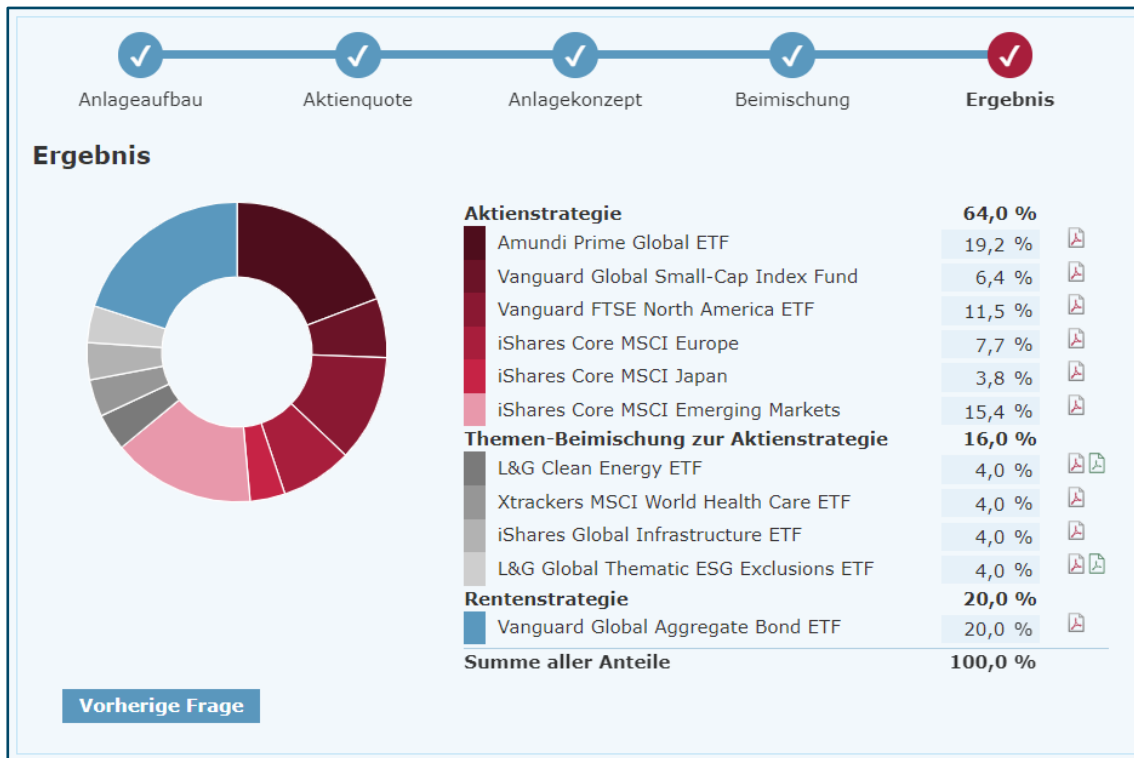 Anlageaufbau Aktienquote Anlagekonzept Beimischung Ergebnis
Ergebnis
Aktienstrategie 64,0 %
Amundi Prime Global ETF 19,2 %
Vanguard Global Small-Cap Index Fund 6,4 %
Vanguard FTSE North America ETF 11,5 %
iShares Core MSCI Europe 7,7 %
iShares Core MSCI Japan 3,8 %
iShares Core MSCI Emerging Markets 15,4 %
Themen-Beimischung zur Aktienstrategie 16,0 %
L&G Clean Energy ETF 4,0 %
Xtrackers MSCI World Health Care ETF 4,0 %
iShares Global Infrastructure ETF 4,0 %
L&G Global Thematic ESG Exclusions ETF 4,0 %
Rentenstrategie 20,0 %
Vanguard Global Aggregate Bond ETF 20,0 %
Summe aller Anteile 100,0 %
Vorherige Frage